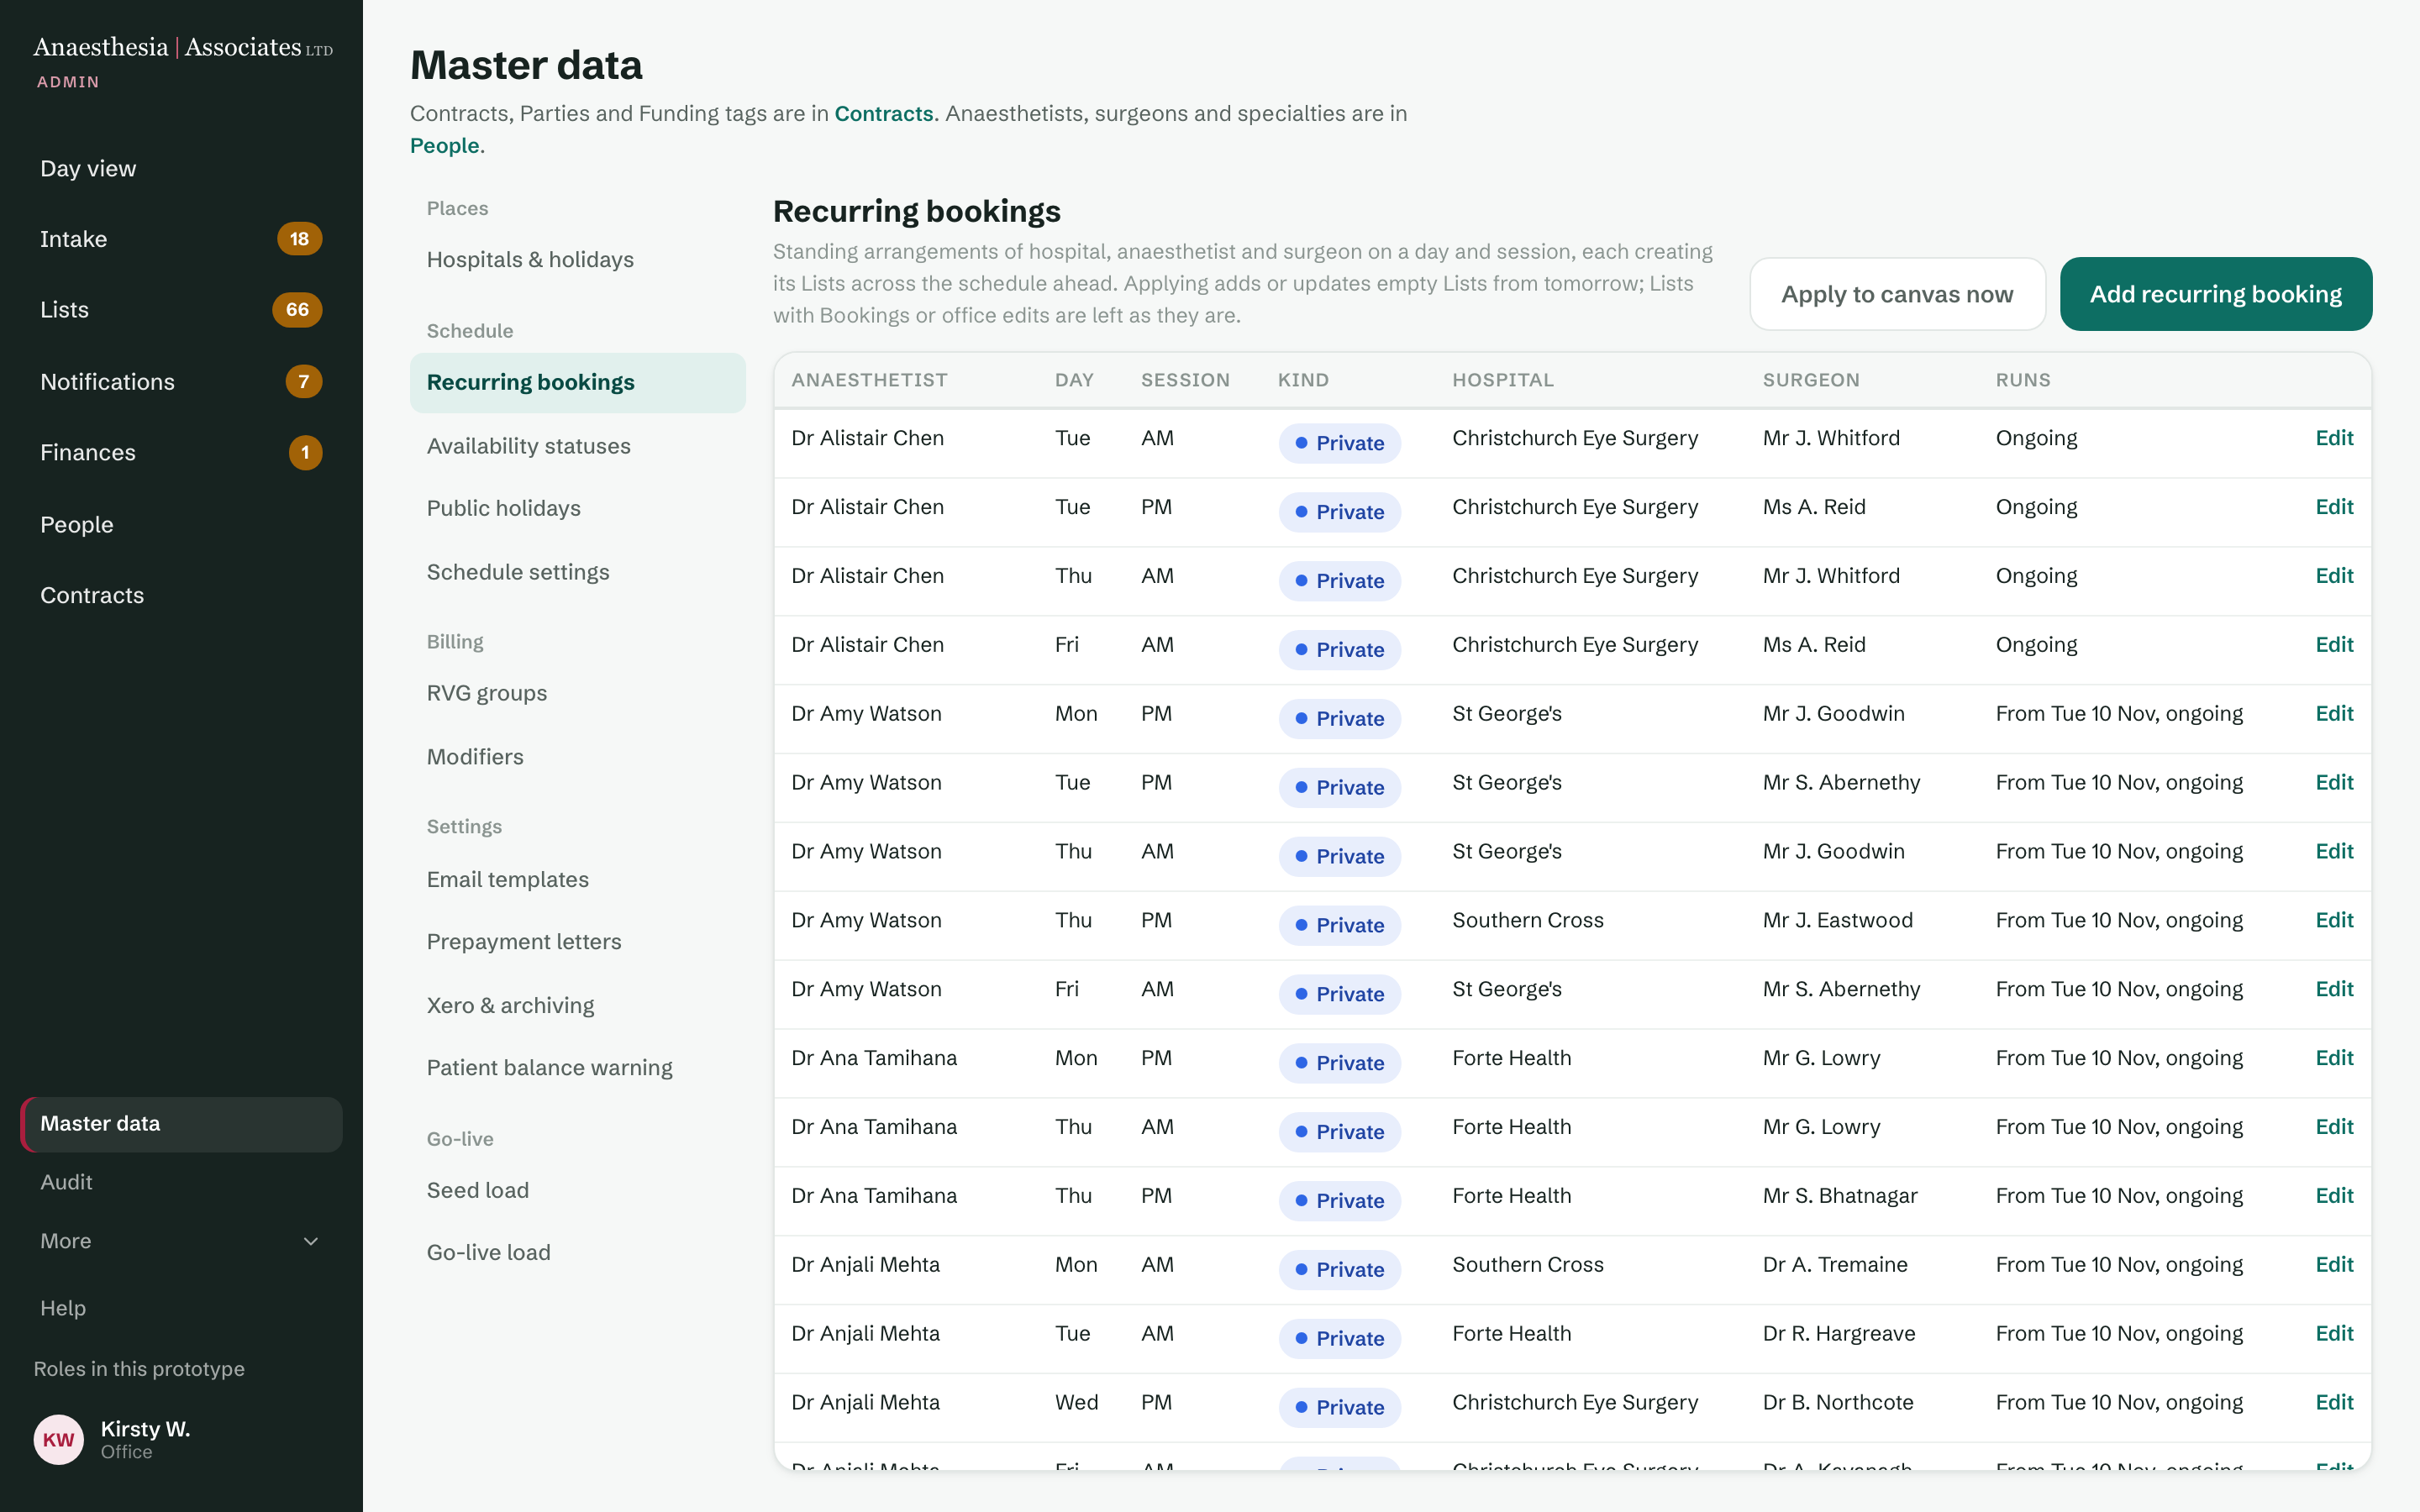 Anaesthesia | Associates LTD
ADMIN
Day view
Intake 18
Lists 66
Notifications 7
Finances 1
People
Contracts
Master data
Audit
More
Help
Roles in this prototype
KW
Kirsty W.
Office
Master data
Contracts, Parties and Funding tags are in Contracts. Anaesthetists, surgeons and specialties are in
People.
Places
Hospitals & holidays
Schedule
Recurring bookings
Availability statuses
Public holidays
Schedule settings
Billing
RVG groups
Modifiers
Settings
Email templates
Prepayment letters
Xero & archiving
Patient balance warning
Go-live
Seed load
Go-live load
Recurring bookings
Standing arrangements of hospital, anaesthetist and surgeon on a day and session, each creating
its Lists across the schedule ahead. Applying adds or updates empty Lists from tomorrow; Lists
with Bookings or office edits are left as they are.
Apply to canvas now
Add recurring booking
ANAESTHETIST DAY SESSION KIND HOSPITAL SURGEON RUNS
Dr Alistair Chen Tue AM Private Christchurch Eye Surgery Mr J. Whitford Ongoing Edit
Dr Alistair Chen Tue PM Private Christchurch Eye Surgery Ms A. Reid Ongoing Edit
Dr Alistair Chen Thu AM Private Christchurch Eye Surgery Mr J. Whitford Ongoing Edit
Dr Alistair Chen Fri AM Private Christchurch Eye Surgery Ms A. Reid Ongoing Edit
Dr Amy Watson Mon PM Private St George's Mr J. Goodwin From Tue 10 Nov, ongoing Edit
Dr Amy Watson Tue PM Private St George's Mr S. Abernethy From Tue 10 Nov, ongoing Edit
Dr Amy Watson Thu AM Private St George's Mr J. Goodwin From Tue 10 Nov, ongoing Edit
Dr Amy Watson Thu PM Private Southern Cross Mr J. Eastwood From Tue 10 Nov, ongoing Edit
Dr Amy Watson Fri AM Private St George's Mr S. Abernethy From Tue 10 Nov, ongoing Edit
Dr Ana Tamihana Mon PM Private Forte Health Mr G. Lowry From Tue 10 Nov, ongoing Edit
Dr Ana Tamihana Thu AM Private Forte Health Mr G. Lowry From Tue 10 Nov, ongoing Edit
Dr Ana Tamihana Thu PM Private Forte Health Mr S. Bhatnagar From Tue 10 Nov, ongoing Edit
Dr Anjali Mehta Mon AM Private Southern Cross Dr A. Tremaine From Tue 10 Nov, ongoing Edit
Dr Anjali Mehta Tue AM Private Forte Health Dr R. Hargreave From Tue 10 Nov, ongoing Edit
Dr Anjali Mehta Wed PM Private Christchurch Eye Surgery Dr B. Northcote From Tue 10 Nov, ongoing Edit
Dr Anjali Mehta Fri AM Christchurch Eye Surgery Dr A. Kavanagh From Tue 10 Nov, ongoing Edit